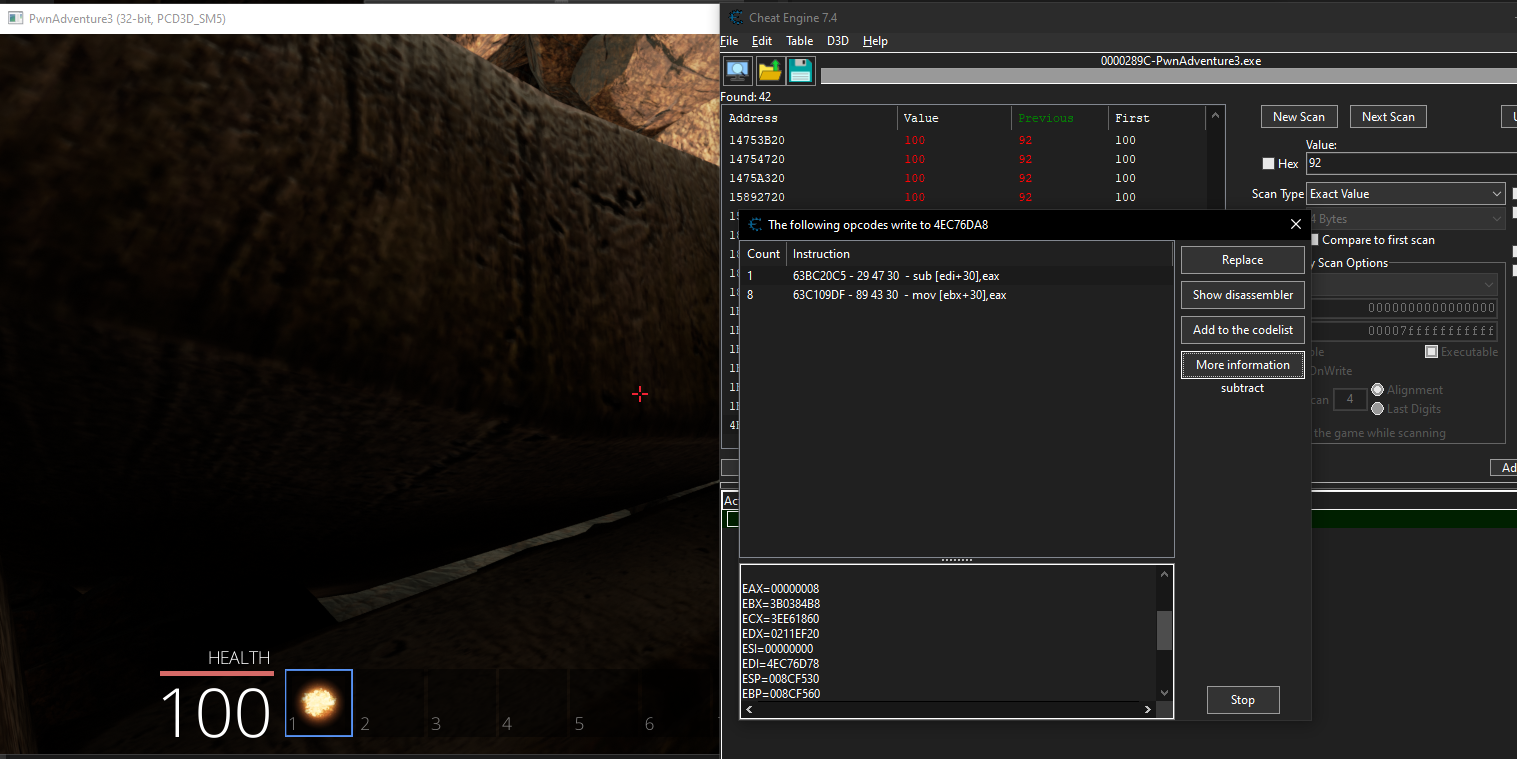 PwnAdventure3 (32-bit, PCD3D_SM5)
Cheat Engine 7.4
File Edit Table D3D Help
0000289C-PwnAdventure3.exe
Found: 42
Address Value Previous First
14753B20 100 92 100
14754720 100 92 100
1475A320 100 92 100
15892720 100 92 100
New Scan Next Scan
Value:
Hex 92
Scan Type Exact Value
4 Bytes
Compare to first scan
Scan Options
0000000000000000
00007fffffffffff
Executable
OnWrite
4 Alignment
Last Digits
the game while scanning
The following opcodes write to 4EC76DA8
Count Instruction
1 63BC20C5 - 29 47 30 - sub [edi+30],eax
8 63C109DF - 89 43 30 - mov [ebx+30],eax
Replace
Show disassembler
Add to the codelist
More information
subtract
EAX=00000008
EBX=3B0384B8
ECX=3EE61860
EDX=0211EF20
ESI=00000000
EDI=4EC76D78
ESP=008CF530
EBP=008CF560
Stop
HEALTH
100
1 2 3 4 5 6